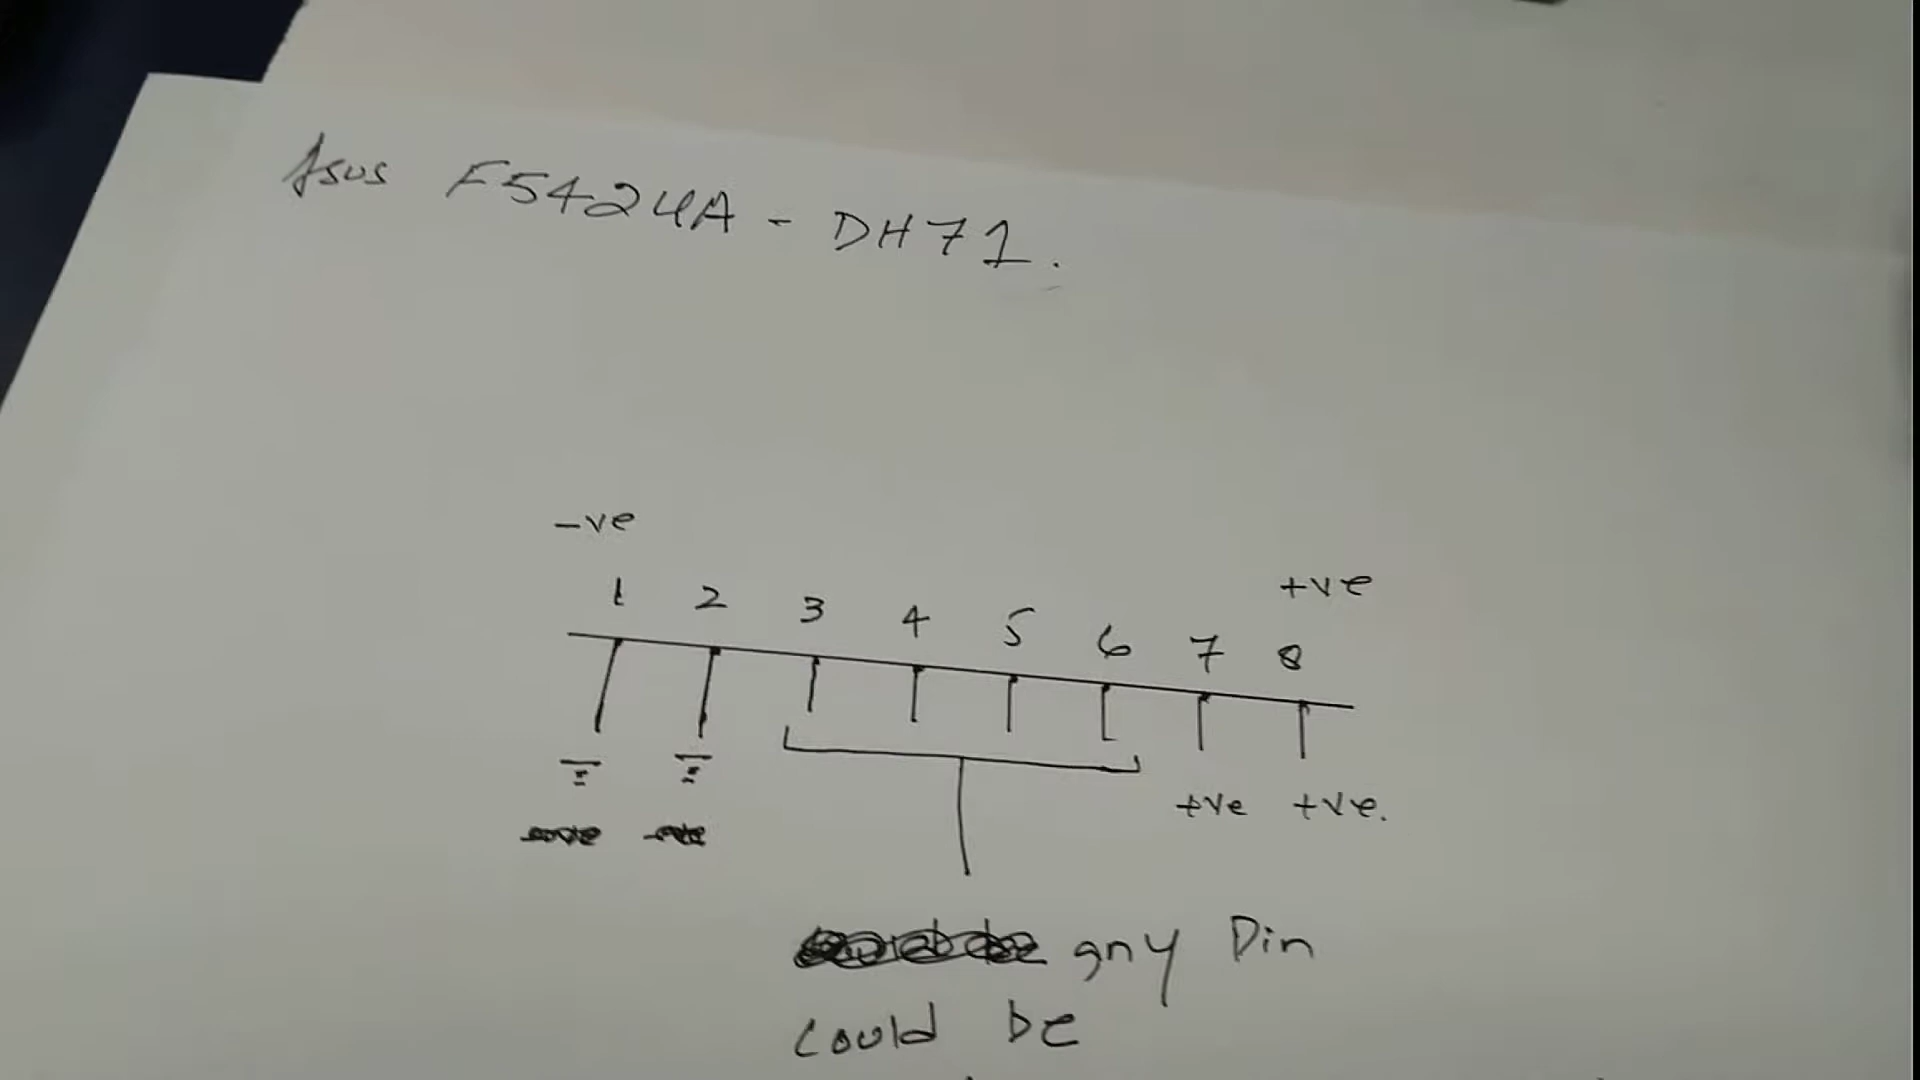 Asus F542UA - DH71.
-ve
+ve
1 2 3 4 5 6 7 8
+ve +ve.
any Pin
could be